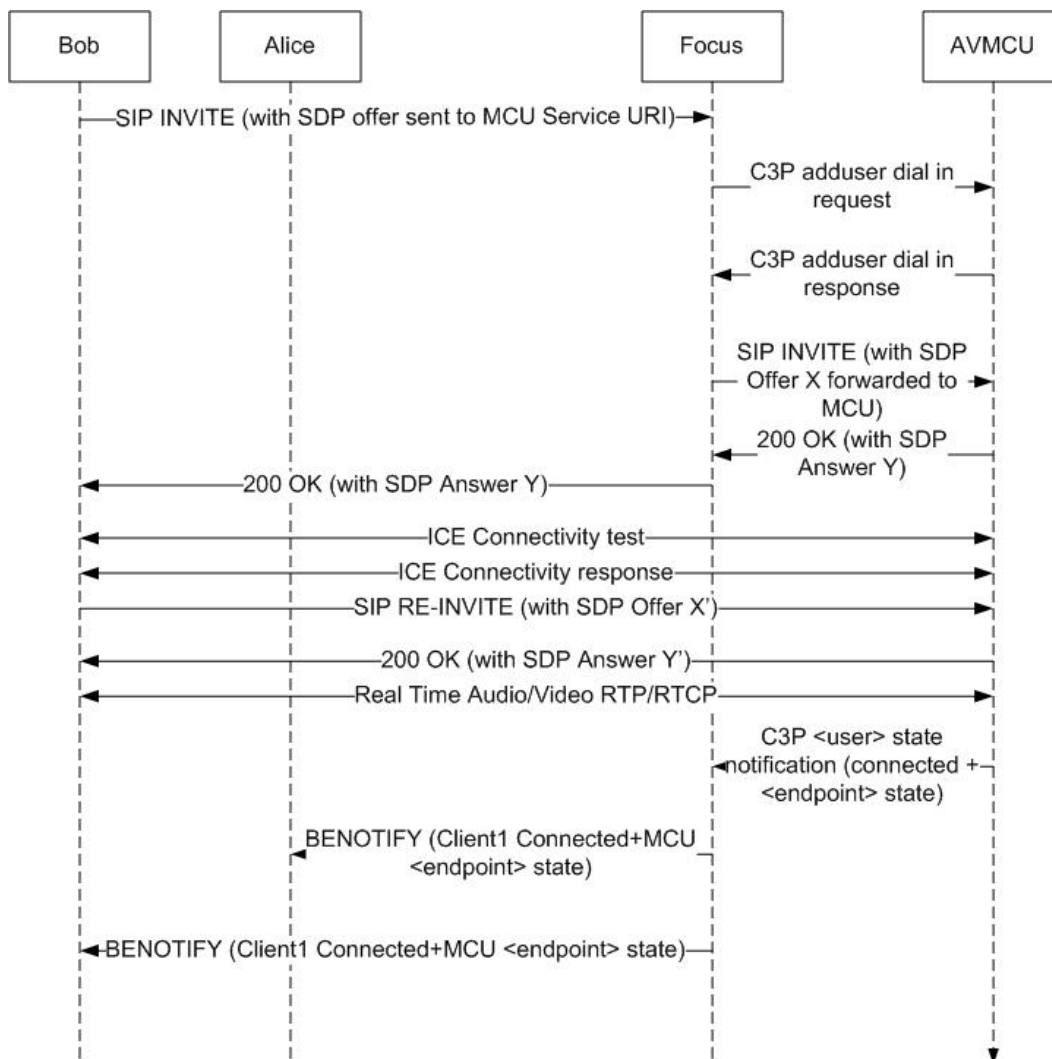 Bob
Alice
Focus
AVMCU
SIP INVITE (with SDP offer sent to MCU Service URI)
C3P adduser dial in
request
C3P adduser dial in
response
SIP INVITE (with SDP
Offer X forwarded to
MCU)
200 OK (with SDP
Answer Y)
200 OK (with SDP Answer Y)
ICE Connectivity test
ICE Connectivity response
SIP RE-INVITE (with SDP Offer X’)
200 OK (with SDP Answer Y’)
Real Time Audio/Video RTP/RTCP
C3P <user> state
notification (connected +
<endpoint> state)
BENOTIFY (Client1 Connected+MCU
<endpoint> state)
BENOTIFY (Client1 Connected+MCU <endpoint> state)